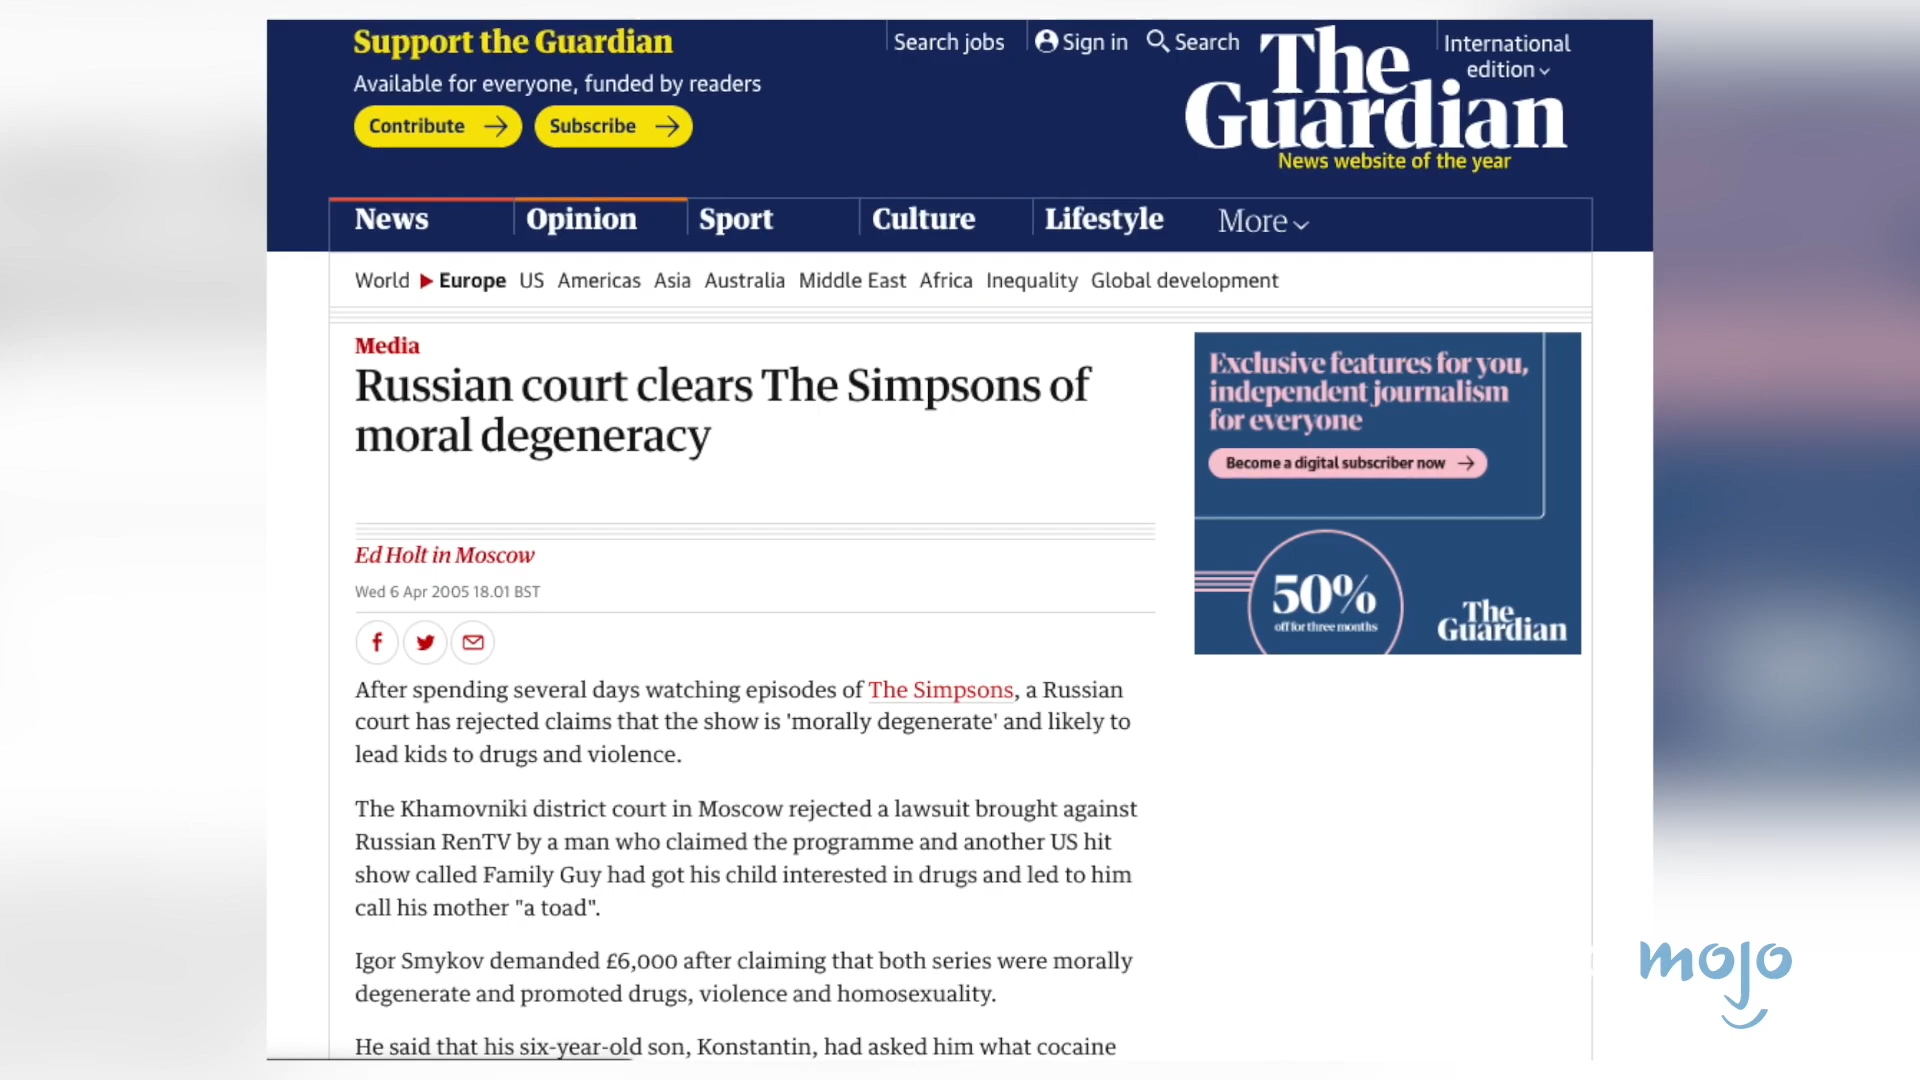 Support the Guardian
Available for everyone, funded by readers
Contribute
Subscribe
Search jobs
Sign in
Search
International
edition
The
Guardian
News website of the year
News
Opinion
Sport
Culture
Lifestyle
More
World
Europe
US
Americas
Asia
Australia
Middle East
Africa
Inequality
Global development
Media
Russian court clears The Simpsons of
moral degeneracy
Ed Holt in Moscow
Wed 6 Apr 2005 18.01 BST
After spending several days watching episodes of The Simpsons, a Russian
court has rejected claims that the show is 'morally degenerate' and likely to
lead kids to drugs and violence.
The Khamovniki district court in Moscow rejected a lawsuit brought against
Russian RenTV by a man who claimed the programme and another US hit
show called Family Guy had got his child interested in drugs and led to him
call his mother "a toad".
Igor Smykov demanded £6,000 after claiming that both series were morally
degenerate and promoted drugs, violence and homosexuality.
He said that his six-year-old son, Konstantin, had asked him what cocaine
Exclusive features for you,
independent journalism
for everyone
Become a digital subscriber now
50%
off for three months
The
Guardian
mojo